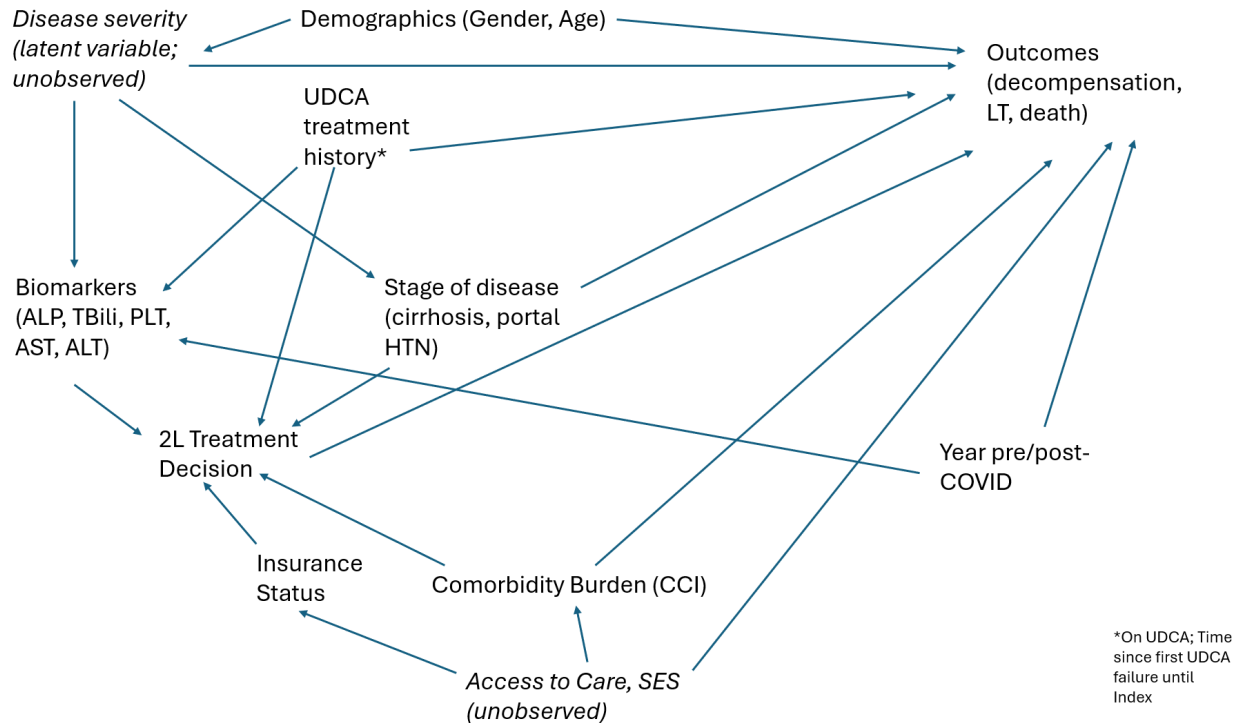 Disease severity
(latent variable;
unobserved)
Demographics (Gender, Age)
Outcomes
(decompensation,
LT, death)
UDCA
treatment
history*
Biomarkers
(ALP, TBili, PLT,
AST, ALT)
Stage of disease
(cirrhosis, portal
HTN)
2L Treatment
Decision
Year pre/post-
COVID
Insurance
Status
Comorbidity Burden (CCI)
Access to Care, SES
(unobserved)
*On UDCA; Time
since first UDCA
failure until
Index